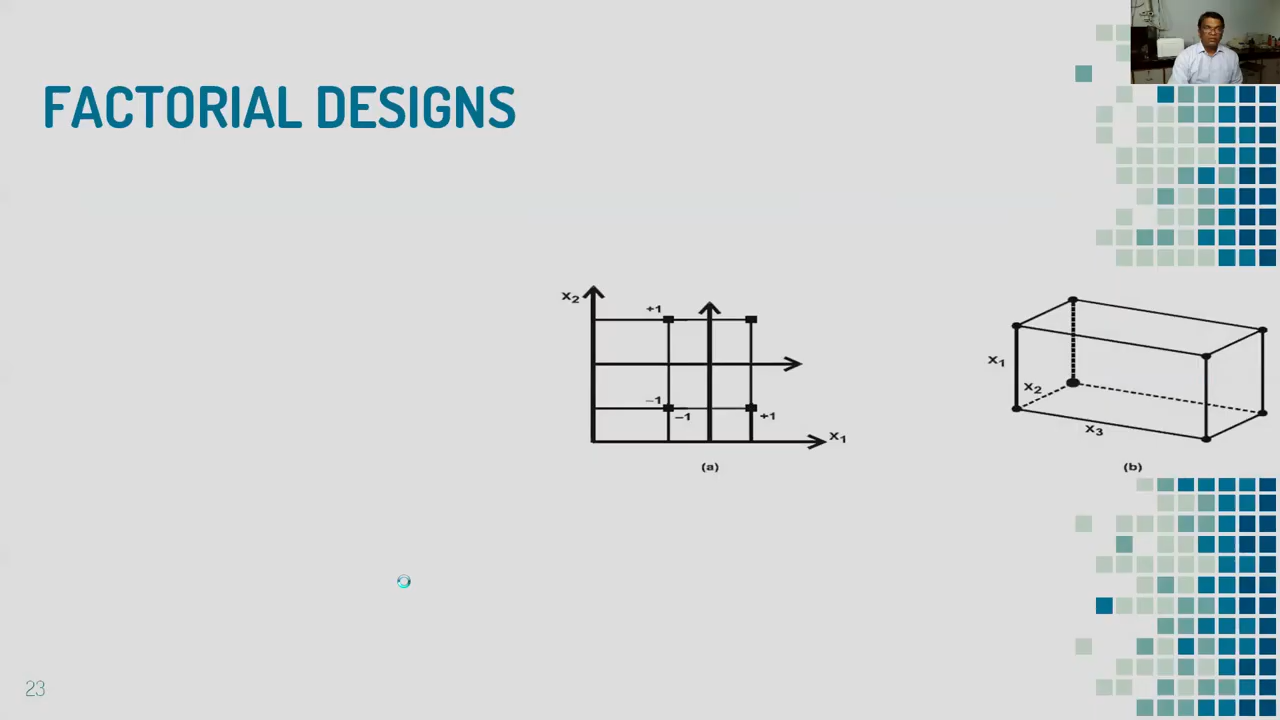 FACTORIAL DESIGNS
x2
+1
−1
−1
+1
x1
(a)
x1
x2
x3
(b)
23